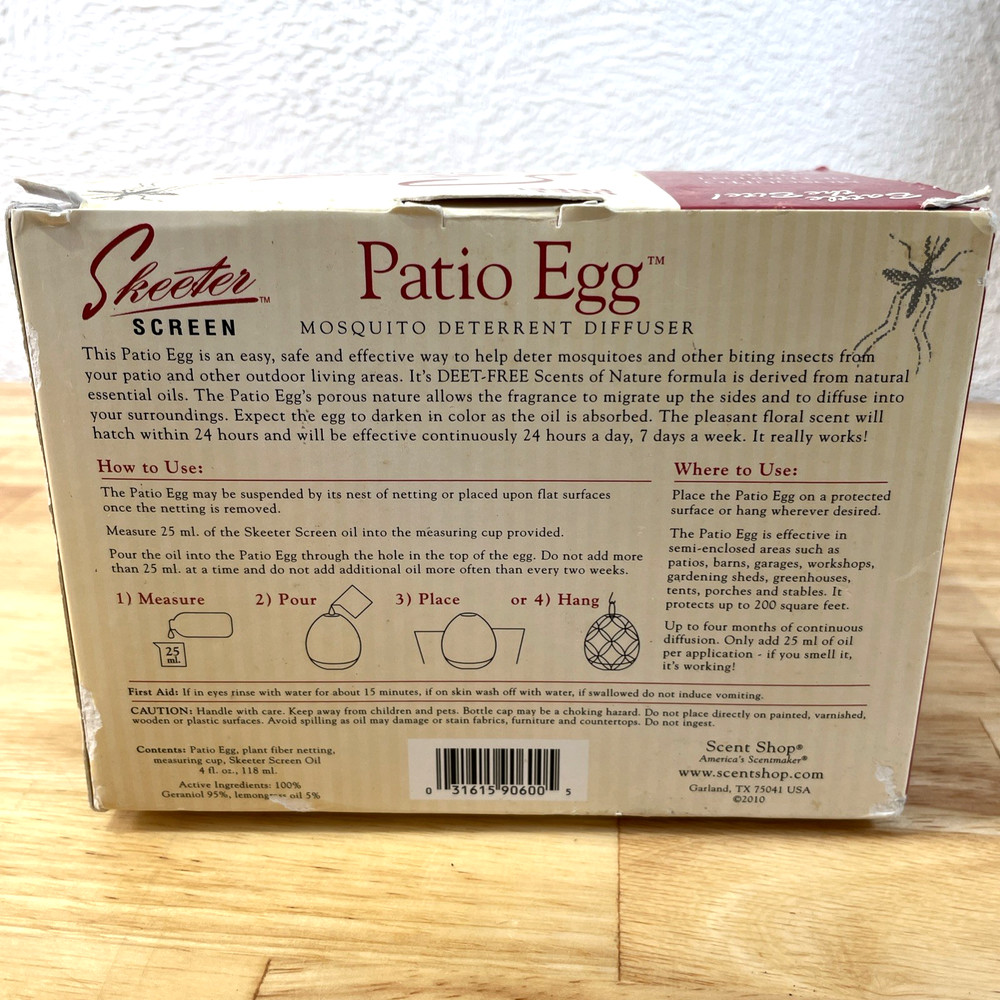 Battle
the Bite!
Skeeter™
SCREEN
Patio Egg™
MOSQUITO DETERRENT DIFFUSER
This Patio Egg is an easy, safe and effective way to help deter mosquitoes and other biting insects from
your patio and other outdoor living areas. It's DEET-FREE Scents of Nature formula is derived from natural
essential oils. The Patio Egg's porous nature allows the fragrance to migrate up the sides and to diffuse into
your surroundings. Expect the egg to darken in color as the oil is absorbed. The pleasant floral scent will
hatch within 24 hours and will be effective continuously 24 hours a day, 7 days a week. It really works!
How to Use:
The Patio Egg may be suspended by its nest of netting or placed upon flat surfaces
once the netting is removed.
Measure 25 ml. of the Skeeter Screen oil into the measuring cup provided.
Pour the oil into the Patio Egg through the hole in the top of the egg. Do not add more
than 25 ml. at a time and do not add additional oil more often than every two weeks.
1) Measure 2) Pour 3) Place or 4) Hang
25
ml.
Where to Use:
Place the Patio Egg on a protected
surface or hang wherever desired.
The Patio Egg is effective in
semi-enclosed areas such as
patios, barns, garages, workshops,
gardening sheds, greenhouses,
tents, porches and stables. It
protects up to 200 square feet.
Up to four months of continuous
diffusion. Only add 25 ml of oil
per application - if you smell it,
it's working!
First Aid: If in eyes rinse with water for about 15 minutes, if on skin wash off with water, if swallowed do not induce vomiting.
CAUTION: Handle with care. Keep away from children and pets. Bottle cap may be a choking hazard. Do not place directly on painted, varnished,
wooden or plastic surfaces. Avoid spilling as oil may damage or stain fabrics, furniture and countertops. Do not ingest.
Contents: Patio Egg, plant fiber netting,
measuring cup, Skeeter Screen Oil
4 fl. oz., 118 ml.
Active Ingredients: 100%
Geraniol 95%, lemongrass oil 5%
0 31615 90600 5
Scent Shop®
America's Scentmaker®
www.scentshop.com
Garland, TX 75041 USA
©2010